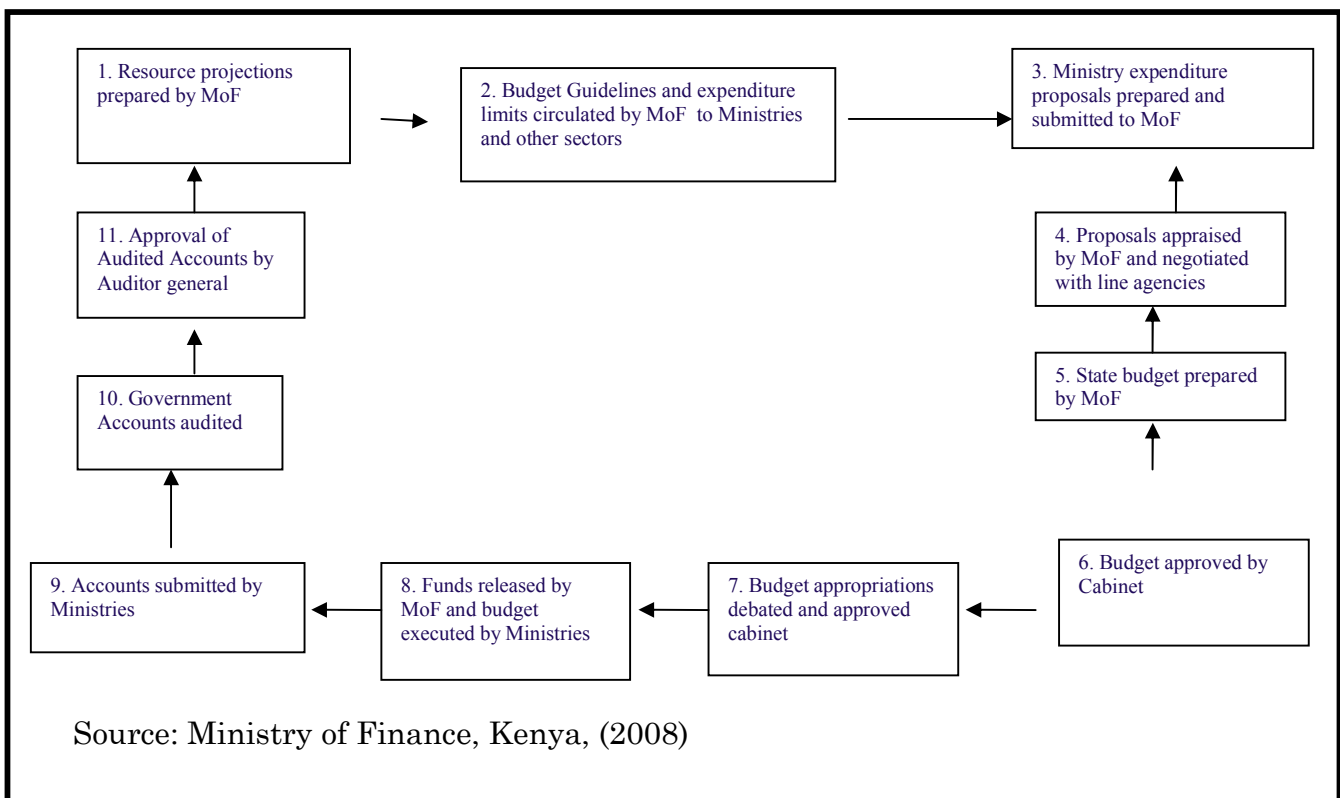 1. Resource projections
prepared by MoF
2. Budget Guidelines and expenditure
limits circulated by MoF to Ministries
and other sectors
3. Ministry expenditure
proposals prepared and
submitted to MoF
11. Approval of
Audited Accounts by
Auditor general
4. Proposals appraised
by MoF and negotiated
with line agencies
10. Government
Accounts audited
5. State budget prepared
by MoF
9. Accounts submitted by
Ministries
8. Funds released by
MoF and budget
executed by Ministries
7. Budget appropriations
debated and approved
cabinet
6. Budget approved by
Cabinet
Source: Ministry of Finance, Kenya, (2008)